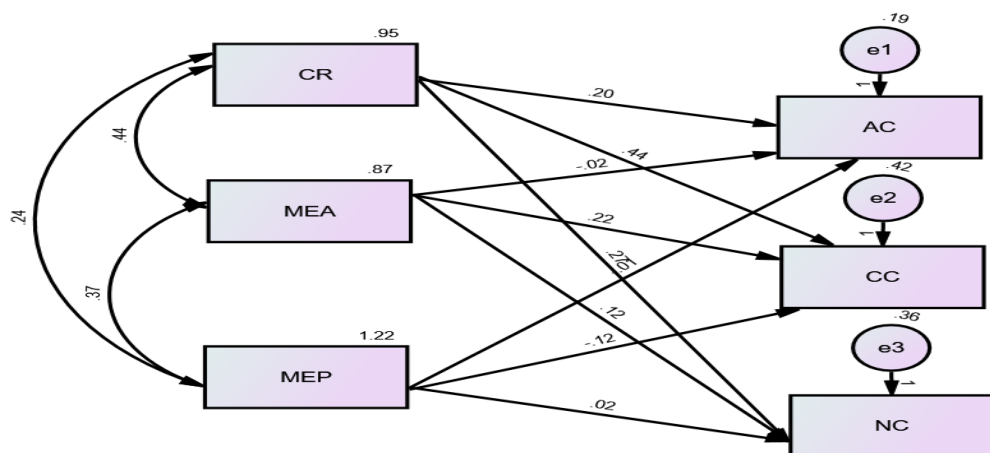 .19
e1
.95
CR
1
.20
AC
.44
.44
-.02
.42
.87
e2
MEA
1
.22
.24
CC
.27
.37
.12
.36
-.12
1.22
e3
MEP
1
.02
NC